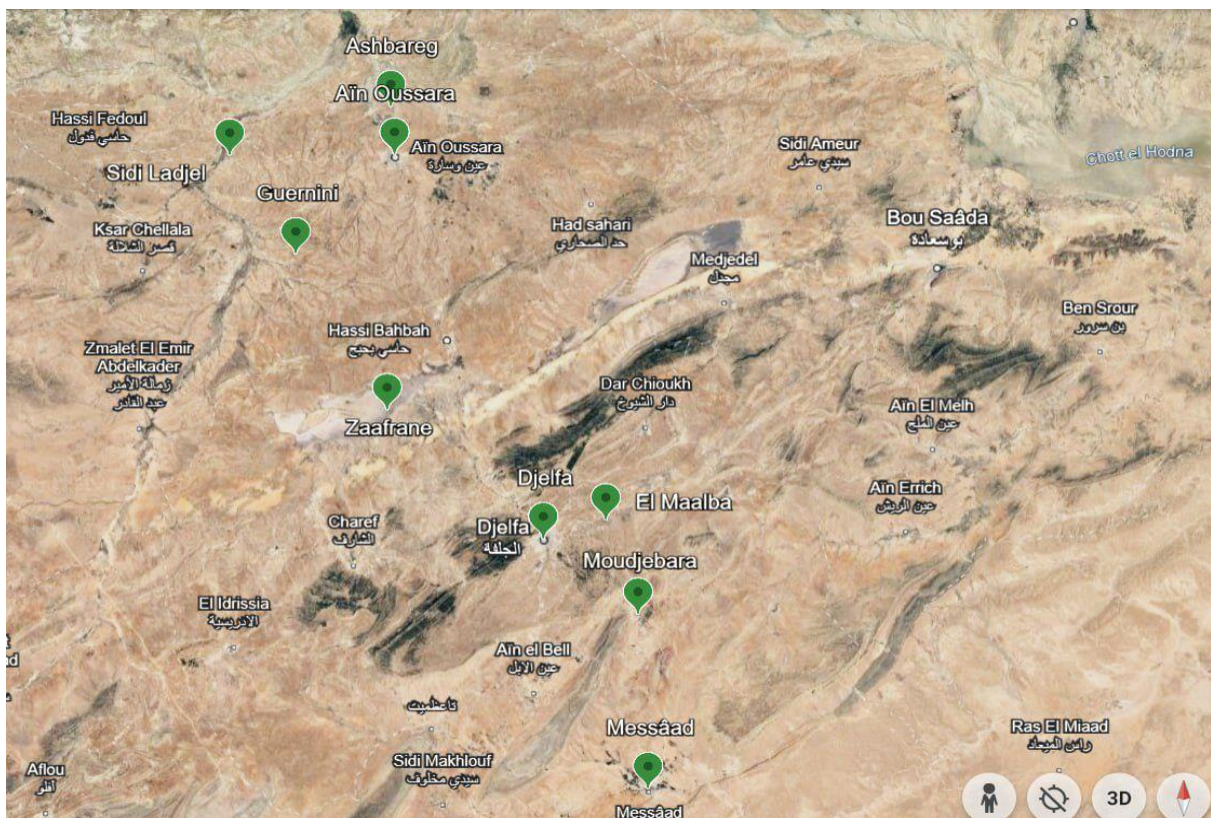 Ashbareg
Aïn Oussara
Hassi Fedoul
حاسي فدول
Aïn Oussara
عين وسارة
Sidi Ameur
سيدي عامر
Chott el Hodna
Sidi Ladjel
Guernini
Ksar Chellala
قصر الشلالة
Had sahari
حد الصحاري
Bou Saâda
بوسعادة
Medjedel
مجدل
Ben Srour
بن سرور
Hassi Bahbah
حاسي بحبح
Zmalet El Emir
Abdelkader
زمالة الأمير
عبد القادر
Dar Chioukh
دار الشيوخ
Zaafrane
Aïn El Melh
عين الملح
Djelfa
El Maalba
Aïn Errich
عين الريش
Charef
الشارف
Djelfa
الجلفة
Moudjebara
El Idrissia
الادريسية
Aïn el Bell
عين الابل
تاعظميت
Messâad
Ras El Miaad
راس الميعاد
Sidi Makhlouf
سيدي مخلوف
Aflou
أفلو
Messâad
3D